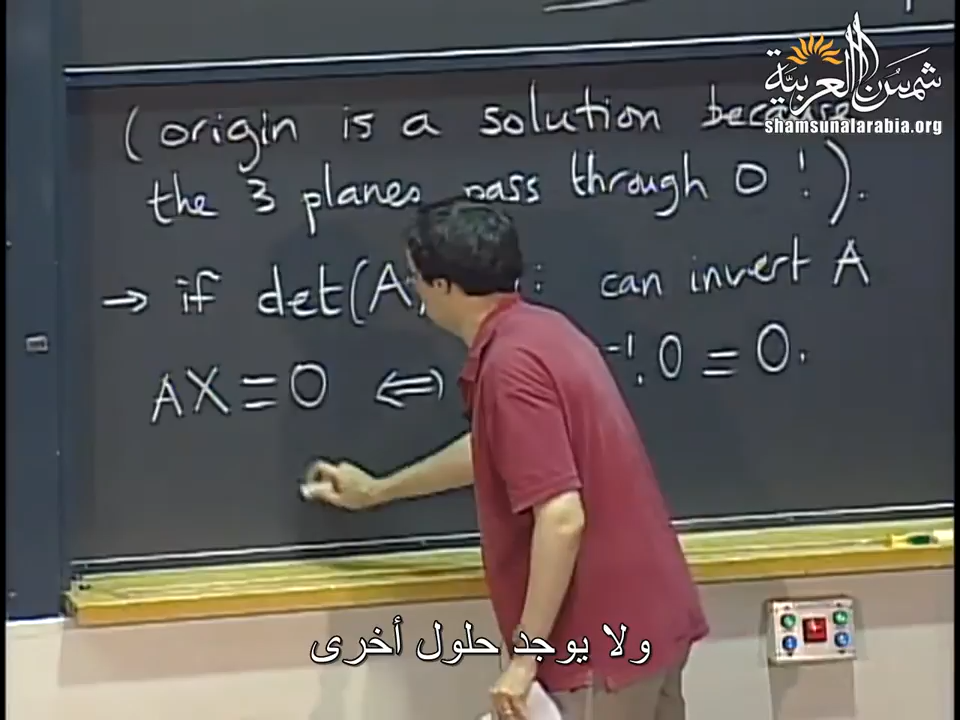 شمس العربية
shamsunalarabia.org
(origin is a solution because
the 3 planes pass through 0 !).
→ if det(A) : can invert A
AX = 0 ⇔ -1. 0 = 0.
ولا يوجد حلول أخرى